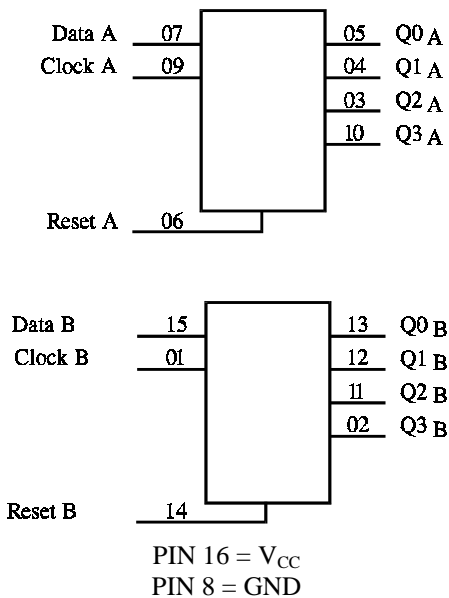 Data A 07 05 Q0 A
Clock A 09 04 Q1 A
03 Q2 A
10 Q3 A
Reset A 06
Data B 15 13 Q0 B
Clock B 01 12 Q1 B
11 Q2 B
02 Q3 B
Reset B 14
PIN 16 = VCC
PIN 8 = GND